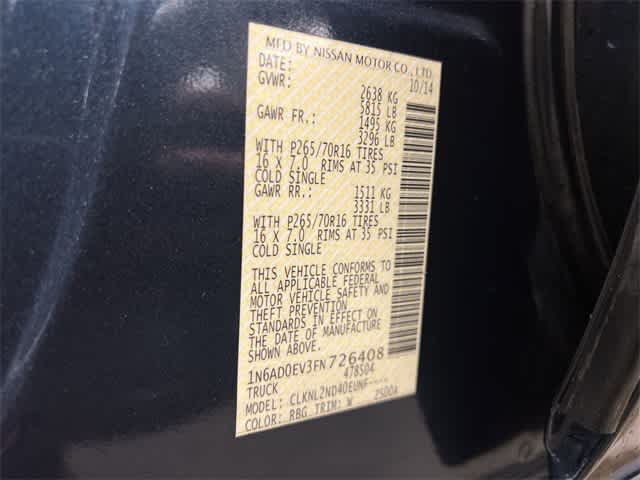 MFD BY NISSAN MOTOR CO., LTD.
DATE: 10/14
GVWR: 2638 KG
5815 LB
GAWR FR.: 1495 KG
3296 LB
WITH P265/70R16 TIRES
16 X 7.0 RIMS AT 35 PSI
COLD SINGLE
GAWR RR.: 1511 KG
3331 LB
WITH P265/70R16 TIRES
16 X 7.0 RIMS AT 35 PSI
COLD SINGLE
THIS VEHICLE CONFORMS TO
ALL APPLICABLE FEDERAL
MOTOR VEHICLE SAFETY AND
THEFT PREVENTION
STANDARDS IN EFFECT ON
THE DATE OF MANUFACTURE
SHOWN ABOVE.
1N6AD0EV3FN726408
TRUCK 478504
MODEL: CLKNL2ND40EUNF----
COLOR: RBG TRIM: W 2500A